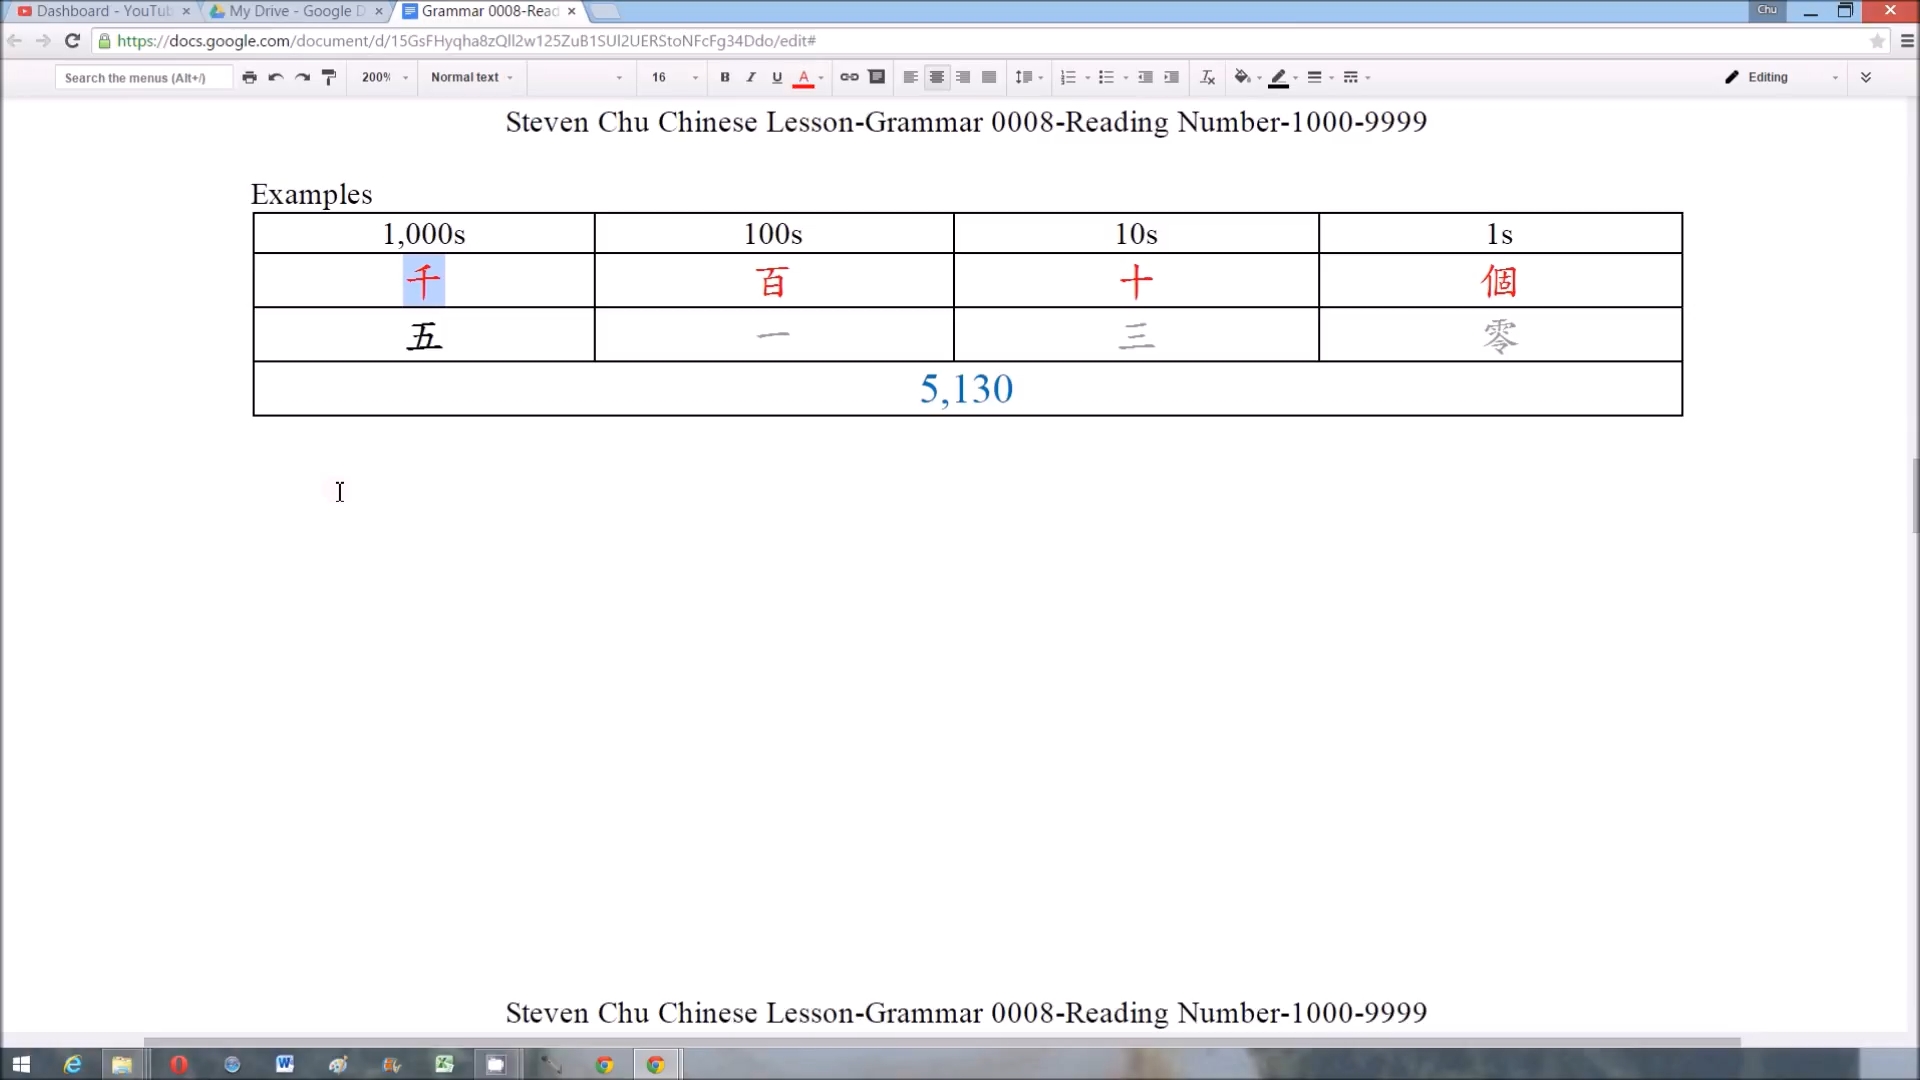 Dashboard - YouTub
My Drive - Google D
Grammar 0008-Read
Chu
https://docs.google.com/document/d/15GsFHyqha8zQll2w125ZuB1SUl2UERStoNFcFg34Ddo/edit#
Search the menus (Alt+/)
200%
Normal text
16
B I U A
Editing
Steven Chu Chinese Lesson-Grammar 0008-Reading Number-1000-9999
Examples
1,000s 100s 10s 1s
千 百 十 個
五 一 三 零
5,130
Steven Chu Chinese Lesson-Grammar 0008-Reading Number-1000-9999